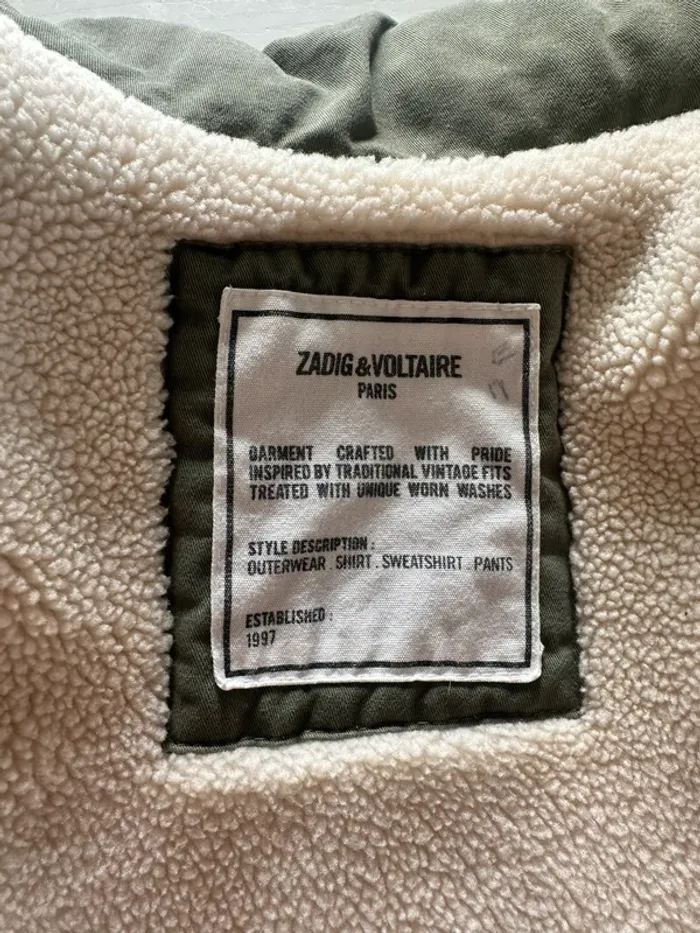 ZADIG&VOLTAIRE
PARIS
GARMENT CRAFTED WITH PRIDE
INSPIRED BY TRADITIONAL VINTAGE FITS
TREATED WITH UNIQUE WORN WASHES
STYLE DESCRIPTION :
OUTERWEAR . SHIRT . SWEATSHIRT . PANTS
ESTABLISHED :
1997